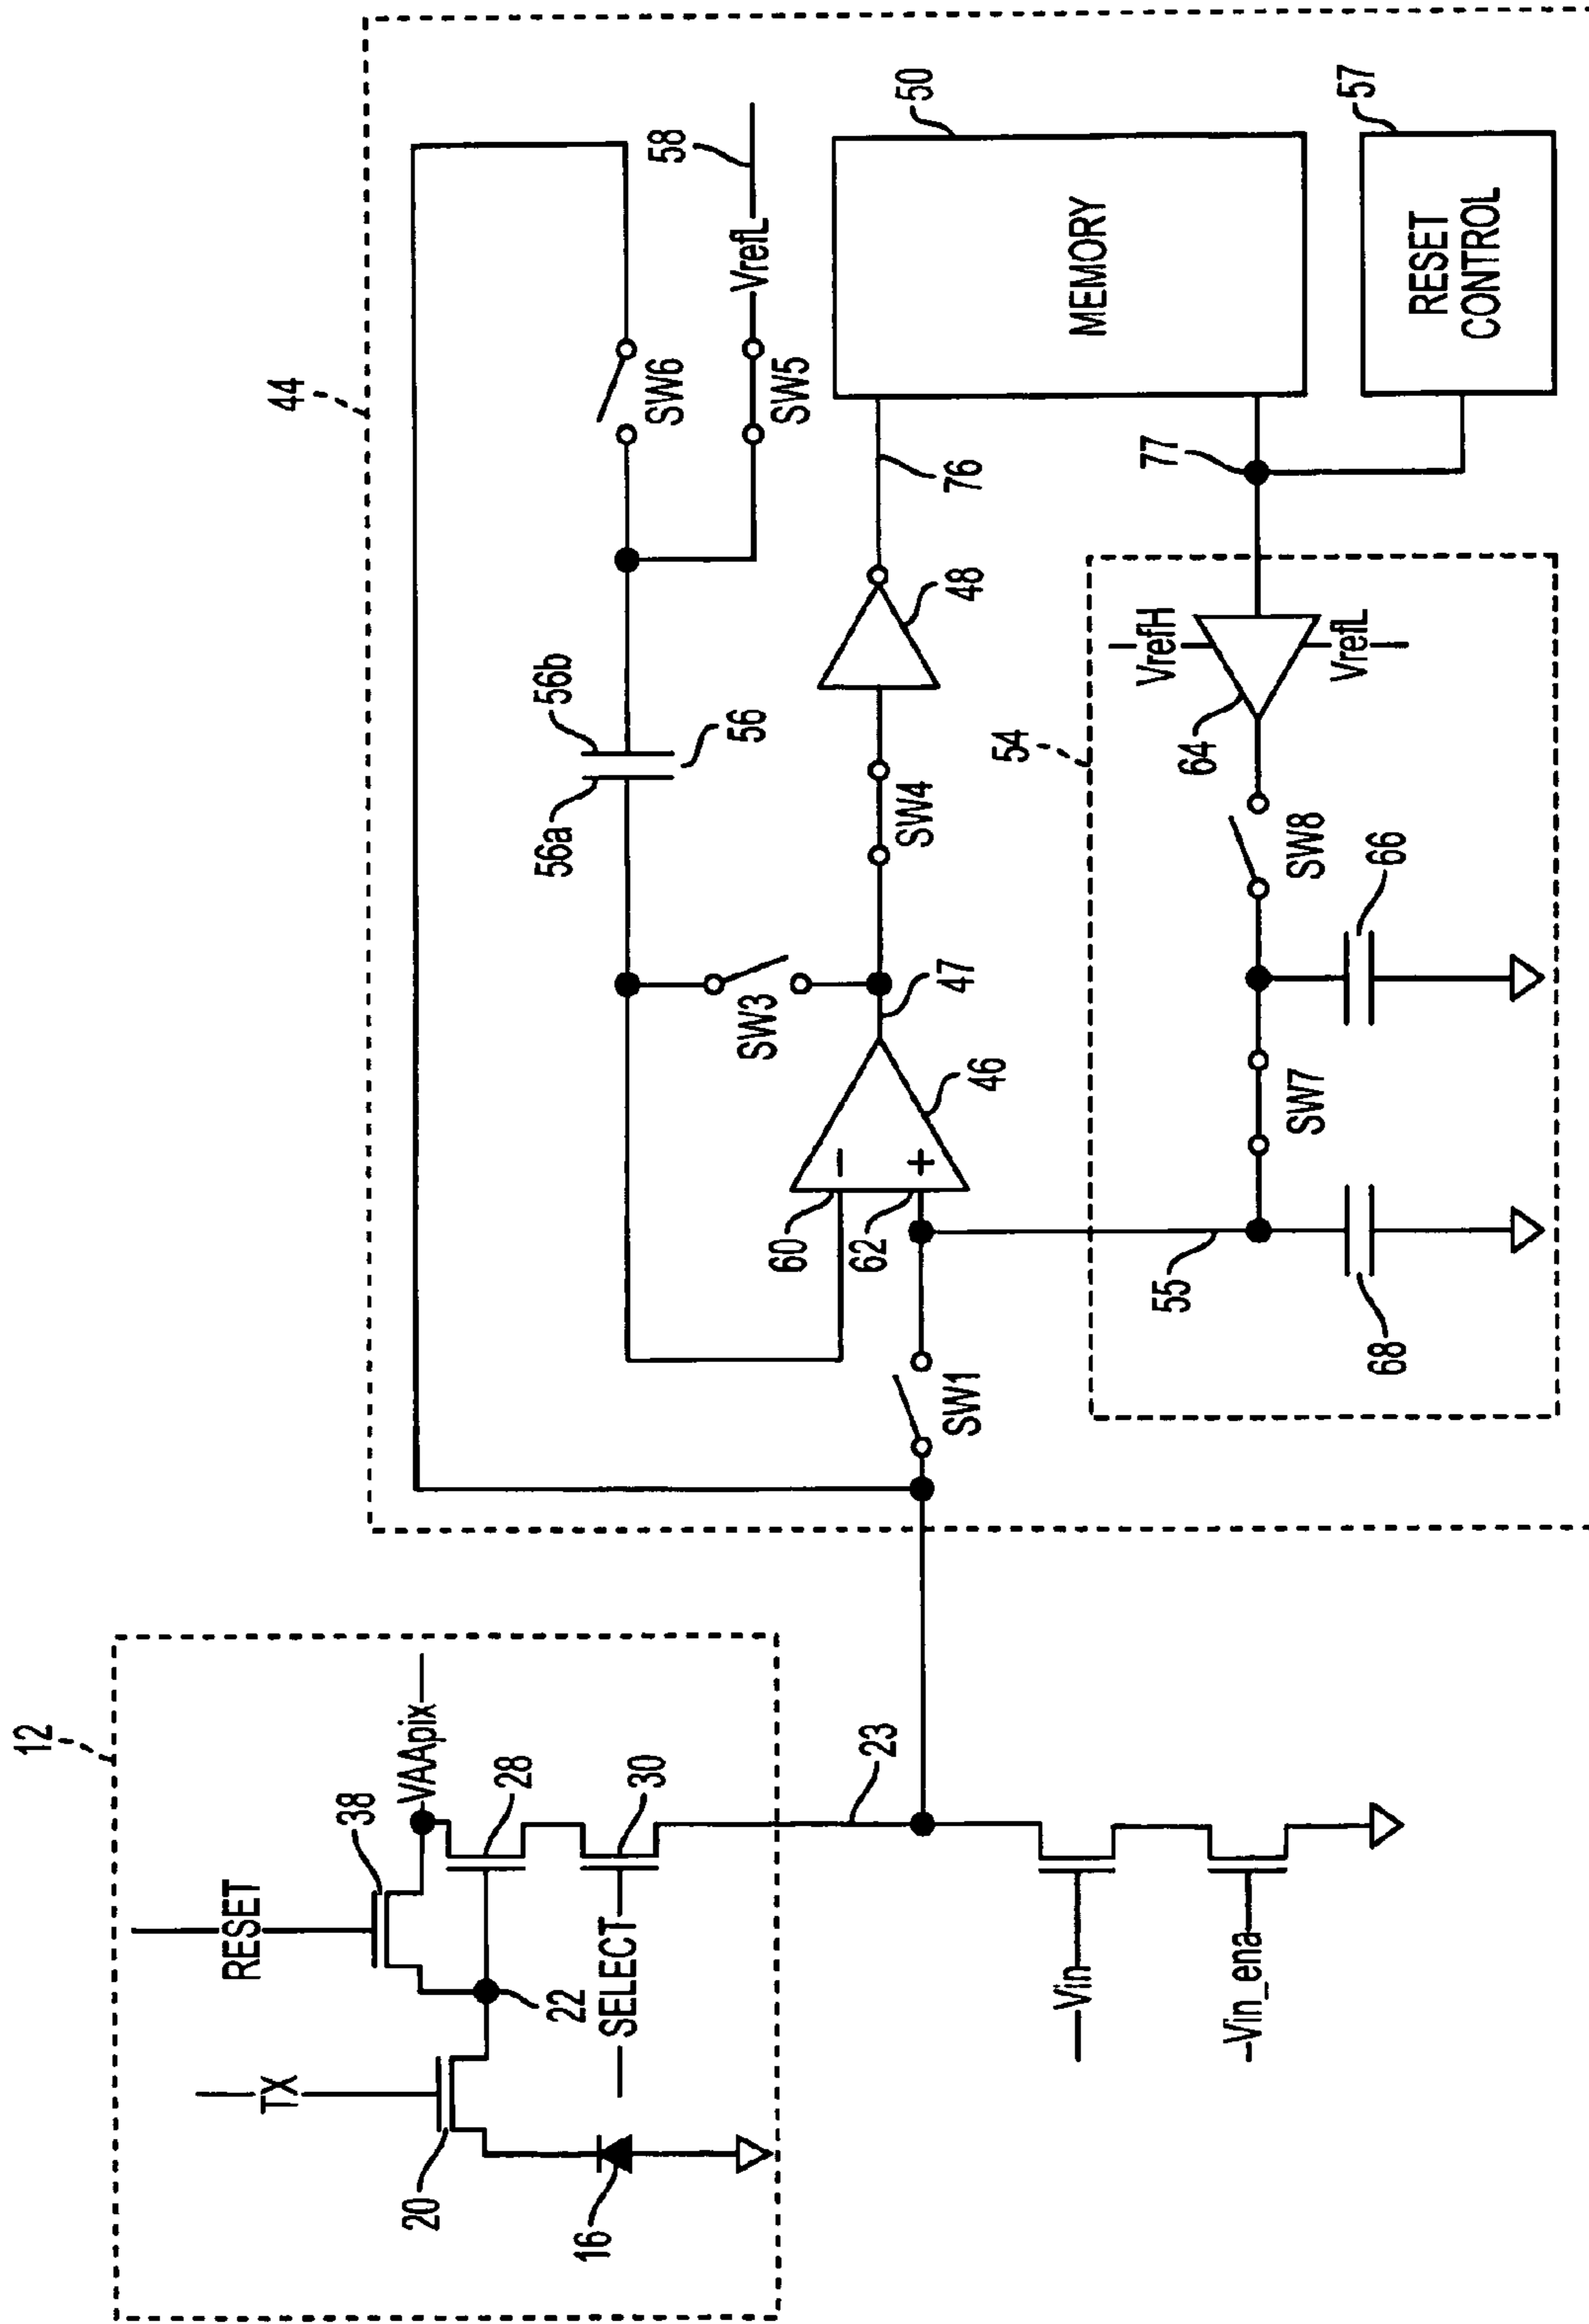 12
RESET
38
VAApix
TX
28
20
22
SELECT
30
16
23
Vin
Vin_ena
44
58
SW6
VrefL
SW5
56b
56a
56
50
MEMORY
76
48
SW4
SW3
47
60
46
62
−
+
SW1
57
RESET
CONTROL
77
54
VrefH
VrefL
64
SW8
66
SW7
55
68